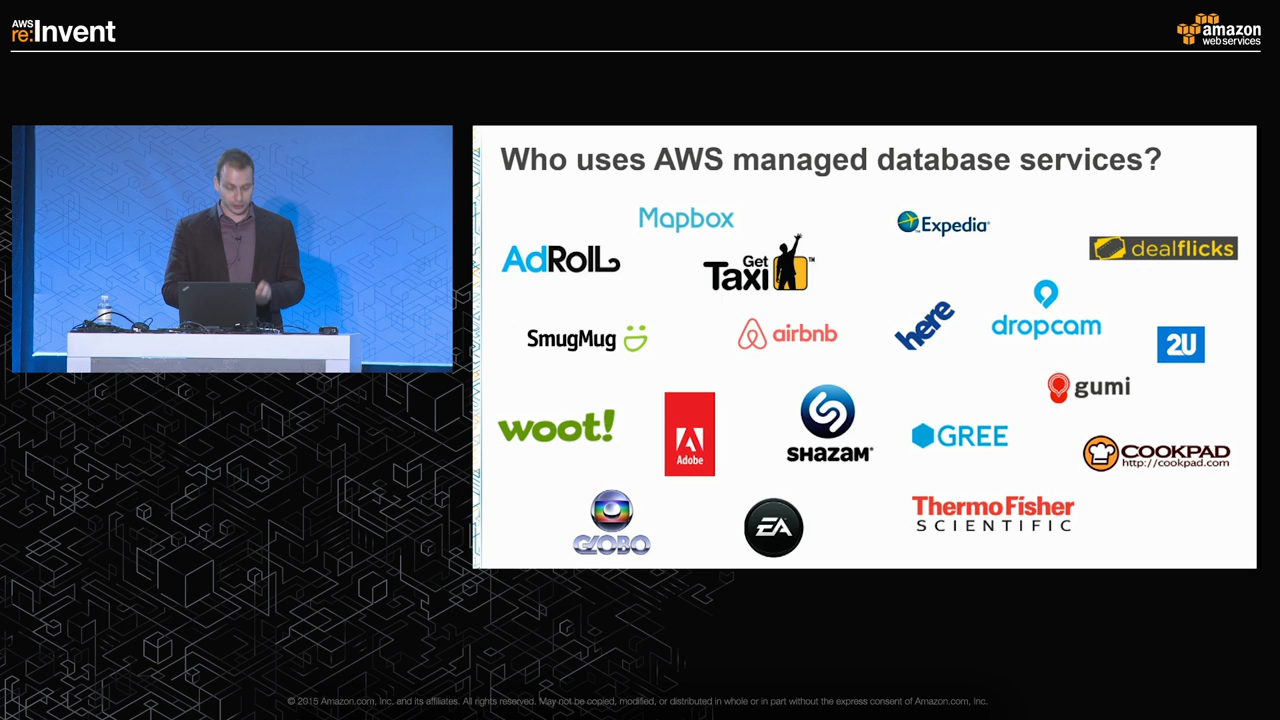 AWS
re:Invent
amazon
webservices
Who uses AWS managed database services?
Mapbox
Expedia®
AdRoll
Get
Taxi™
dealflicks
SmugMug
airbnb
here
dropcam
2U
gumi
woot!
Adobe
SHAZAM®
GREE
COOKPAD
http://cookpad.com
GLOBO
EA
ThermoFisher
SCIENTIFIC
© 2015 Amazon.com, Inc. and its affiliates. All rights reserved. May not be copied, modified, or distributed in whole or in part without the express consent of Amazon.com, Inc.